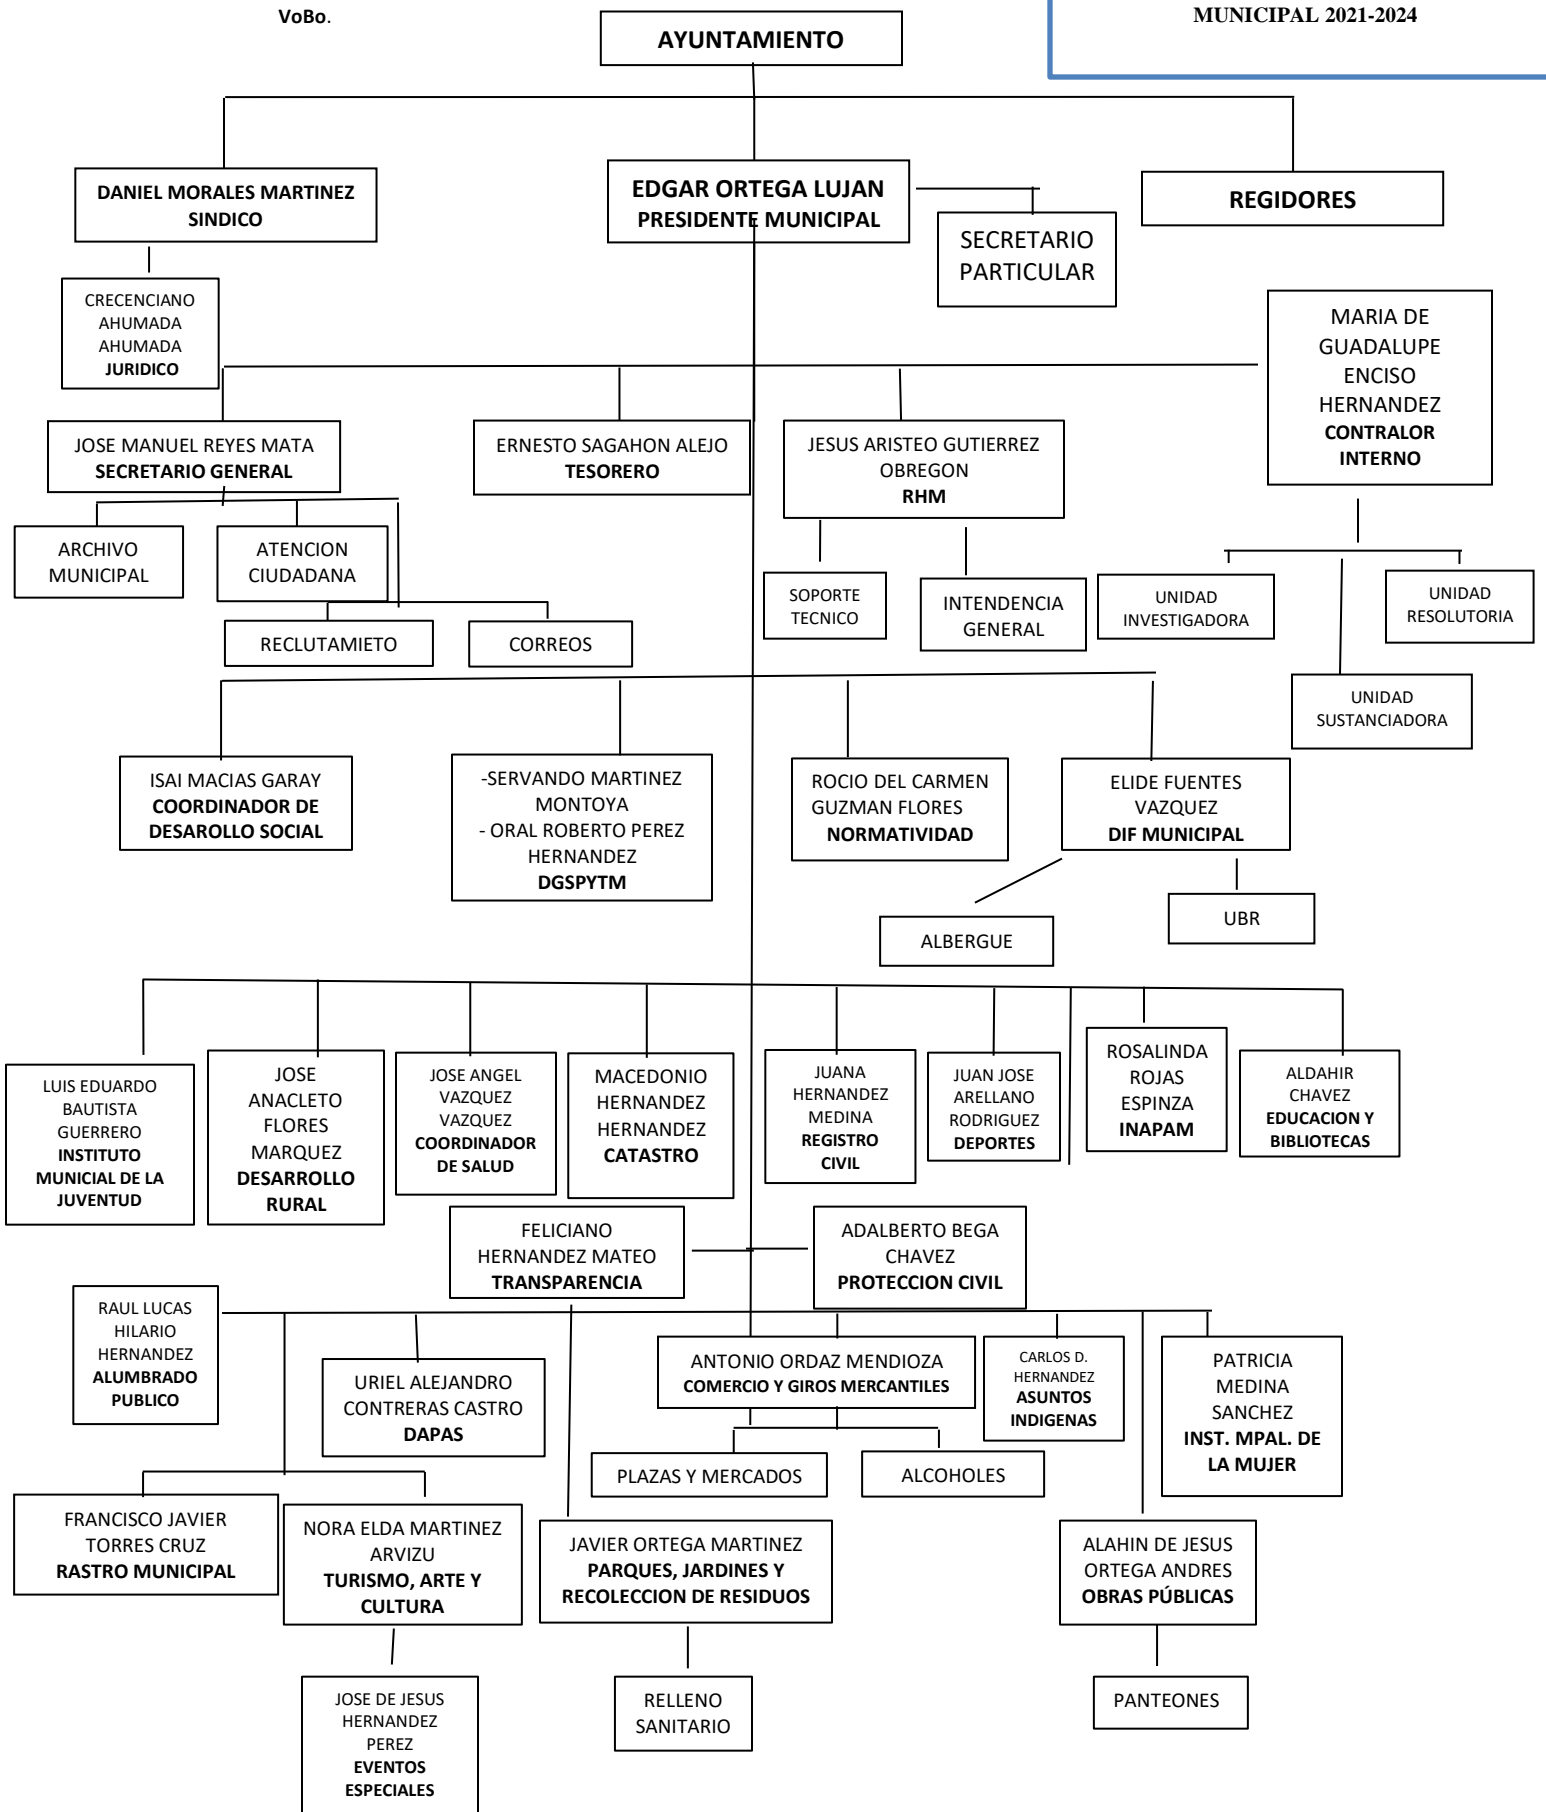 VoBo.
MUNICIPAL 2021-2024
AYUNTAMIENTO
DANIEL MORALES MARTINEZ
SINDICO
EDGAR ORTEGA LUJAN
PRESIDENTE MUNICIPAL
REGIDORES
SECRETARIO
PARTICULAR
CRECENCIANO
AHUMADA
AHUMADA
JURIDICO
MARIA DE
GUADALUPE
ENCISO
HERNANDEZ
CONTRALOR
INTERNO
JOSE MANUEL REYES MATA
SECRETARIO GENERAL
ERNESTO SAGAHON ALEJO
TESORERO
JESUS ARISTEO GUTIERREZ
OBREGON
RHM
ARCHIVO
MUNICIPAL
ATENCION
CIUDADANA
SOPORTE
TECNICO
INTENDENCIA
GENERAL
UNIDAD
INVESTIGADORA
UNIDAD
RESOLUTORIA
RECLUTAMIETO
CORREOS
UNIDAD
SUSTANCIADORA
ISAI MACIAS GARAY
COORDINADOR DE
DESAROLLO SOCIAL
-SERVANDO MARTINEZ
MONTOYA
- ORAL ROBERTO PEREZ
HERNANDEZ
DGSPYTM
ROCIO DEL CARMEN
GUZMAN FLORES
NORMATIVIDAD
ELIDE FUENTES
VAZQUEZ
DIF MUNICIPAL
ALBERGUE
UBR
LUIS EDUARDO
BAUTISTA
GUERRERO
INSTITUTO
MUNICIAL DE LA
JUVENTUD
JOSE
ANACLETO
FLORES
MARQUEZ
DESARROLLO
RURAL
JOSE ANGEL
VAZQUEZ
VAZQUEZ
COORDINADOR
DE SALUD
MACEDONIO
HERNANDEZ
HERNANDEZ
CATASTRO
JUANA
HERNANDEZ
MEDINA
REGISTRO
CIVIL
JUAN JOSE
ARELLANO
RODRIGUEZ
DEPORTES
ROSALINDA
ROJAS
ESPINZA
INAPAM
ALDAHIR
CHAVEZ
EDUCACION Y
BIBLIOTECAS
FELICIANO
HERNANDEZ MATEO
TRANSPARENCIA
ADALBERTO BEGA
CHAVEZ
PROTECCION CIVIL
RAUL LUCAS
HILARIO
HERNANDEZ
ALUMBRADO
PUBLICO
URIEL ALEJANDRO
CONTRERAS CASTRO
DAPAS
ANTONIO ORDAZ MENDIOZA
COMERCIO Y GIROS MERCANTILES
CARLOS D.
HERNANDEZ
ASUNTOS
INDIGENAS
PATRICIA
MEDINA
SANCHEZ
INST. MPAL. DE
LA MUJER
PLAZAS Y MERCADOS
ALCOHOLES
FRANCISCO JAVIER
TORRES CRUZ
RASTRO MUNICIPAL
NORA ELDA MARTINEZ
ARVIZU
TURISMO, ARTE Y
CULTURA
JAVIER ORTEGA MARTINEZ
PARQUES, JARDINES Y
RECOLECCION DE RESIDUOS
ALAHIN DE JESUS
ORTEGA ANDRES
OBRAS PÚBLICAS
JOSE DE JESUS
HERNANDEZ
PEREZ
EVENTOS
ESPECIALES
RELLENO
SANITARIO
PANTEONES